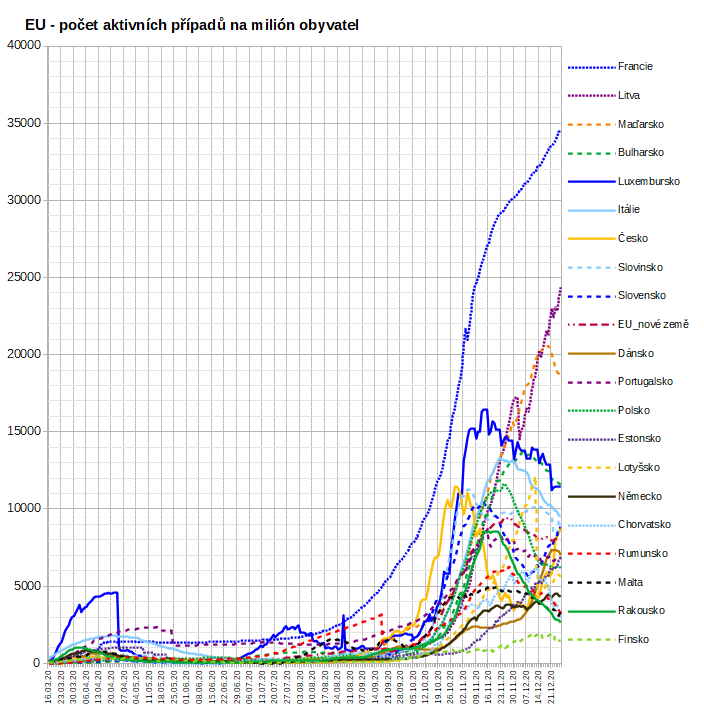 EU - počet aktivních případů na milión obyvatel
40000
35000
30000
25000
20000
15000
10000
5000
0
16.03.20
23.03.20
30.03.20
06.04.20
13.04.20
20.04.20
27.04.20
04.05.20
11.05.20
18.05.20
25.05.20
01.06.20
08.06.20
15.06.20
22.06.20
29.06.20
06.07.20
13.07.20
20.07.20
27.07.20
03.08.20
10.08.20
17.08.20
24.08.20
31.08.20
07.09.20
14.09.20
21.09.20
28.09.20
05.10.20
12.10.20
19.10.20
26.10.20
02.11.20
09.11.20
16.11.20
23.11.20
30.11.20
07.12.20
14.12.20
21.12.20
Francie
Litva
Maďarsko
Bulharsko
Luxembursko
Itálie
Česko
Slovinsko
Slovensko
EU_nové země
Dánsko
Portugalsko
Polsko
Estonsko
Lotyšsko
Německo
Chorvatsko
Rumunsko
Malta
Rakousko
Finsko